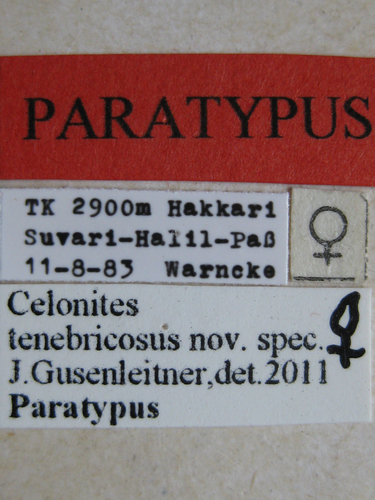 PARATYPUS
TK 2900m Hakkari
Suvari-Halil-Paß
11-8-83 Warncke
♀
Celonites
tenebricosus nov. spec. ♀
J.Gusenleitner,det.2011
Paratypus